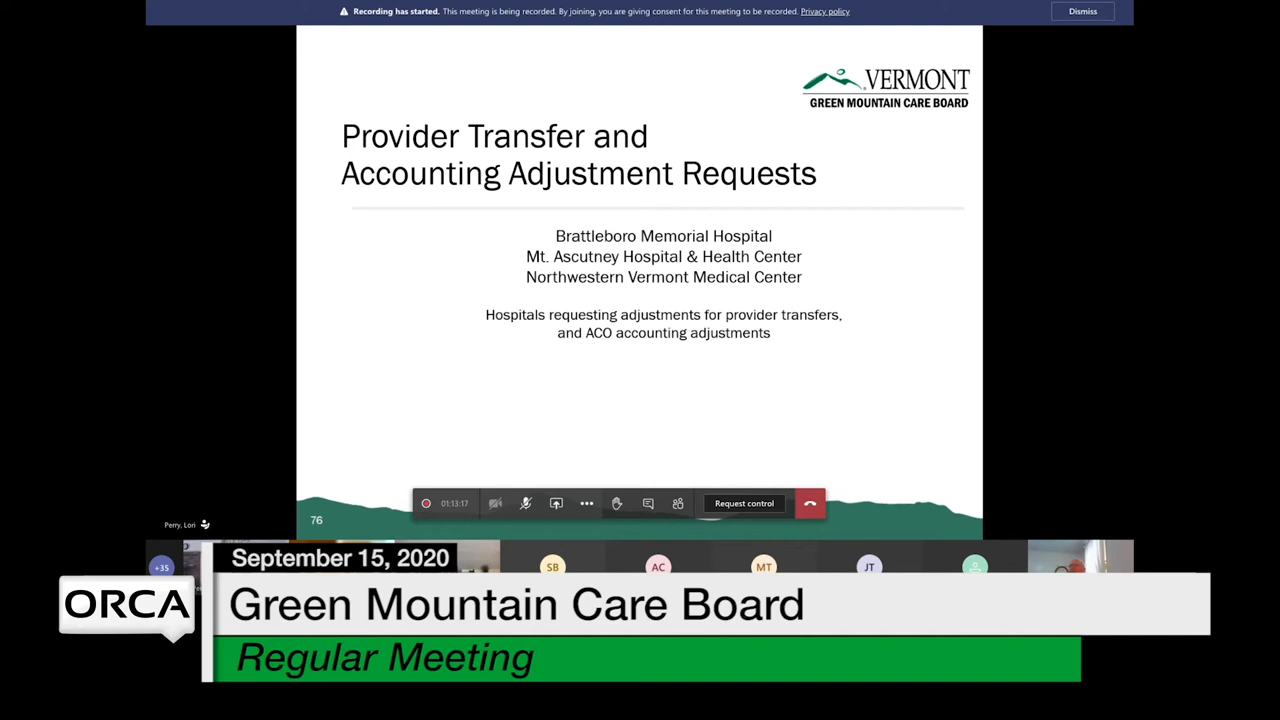 Recording has started. This meeting is being recorded. By joining, you are giving consent for this meeting to be recorded. Privacy policy
Dismiss
VERMONT
GREEN MOUNTAIN CARE BOARD
Provider Transfer and
Accounting Adjustment Requests
Brattleboro Memorial Hospital
Mt. Ascutney Hospital & Health Center
Northwestern Vermont Medical Center
Hospitals requesting adjustments for provider transfers,
and ACO accounting adjustments
01:13:17
Request control
76
Perry, Lori
+35
SB
AC
MT
JT
September 15, 2020
ORCA
Green Mountain Care Board
Regular Meeting